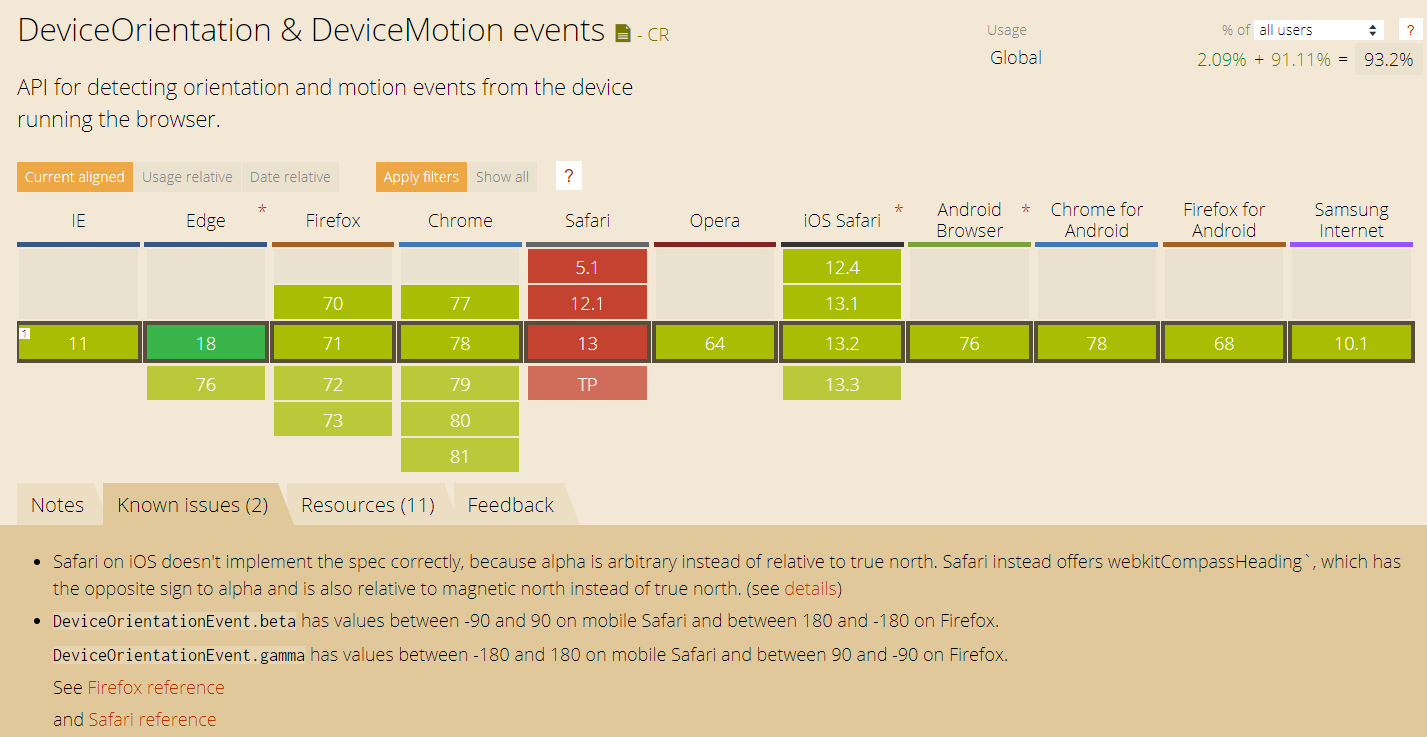 DeviceOrientation & DeviceMotion events - CR
Usage % of all users ?
Global 2.09% + 91.11% = 93.2%
API for detecting orientation and motion events from the device
running the browser.
Current aligned Usage relative Date relative Apply filters Show all ?
IE Edge * Firefox Chrome Safari Opera iOS Safari * Android Browser * Chrome for Android Firefox for Android Samsung Internet
5.1 12.4
70 77 12.1 13.1
1 11 18 71 78 13 64 13.2 76 78 68 10.1
76 72 79 TP 13.3
73 80
81
Notes Known issues (2) Resources (11) Feedback
• Safari on iOS doesn't implement the spec correctly, because alpha is arbitrary instead of relative to true north. Safari instead offers webkitCompassHeading`, which has
the opposite sign to alpha and is also relative to magnetic north instead of true north. (see details)
• DeviceOrientationEvent.beta has values between -90 and 90 on mobile Safari and between 180 and -180 on Firefox.
DeviceOrientationEvent.gamma has values between -180 and 180 on mobile Safari and between 90 and -90 on Firefox.
See Firefox reference
and Safari reference